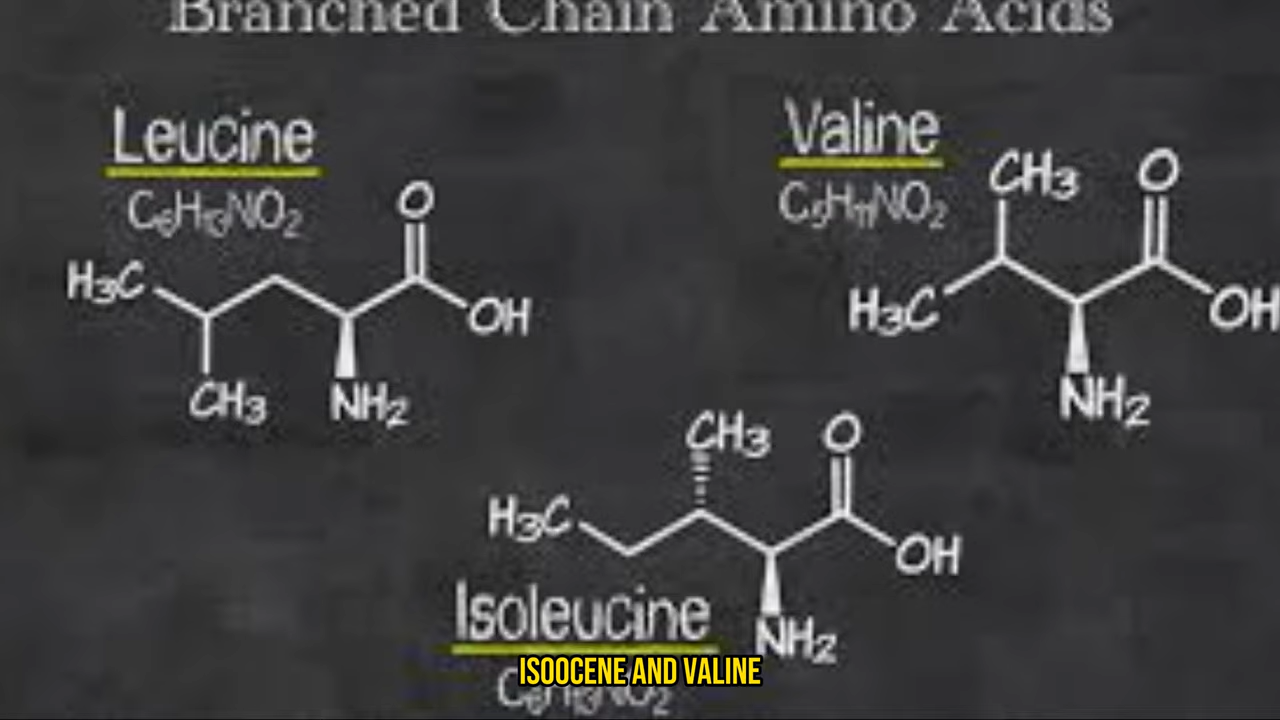 Branched Chain Amino Acids
Leucine
C6H13NO2
O
H3C
OH
CH3
NH2
Valine
C5H11NO2
CH3
O
H3C
OH
NH2
CH3
O
H3C
OH
NH2
Isoleucine
C6H13NO2
ISOOCENE AND VALINE